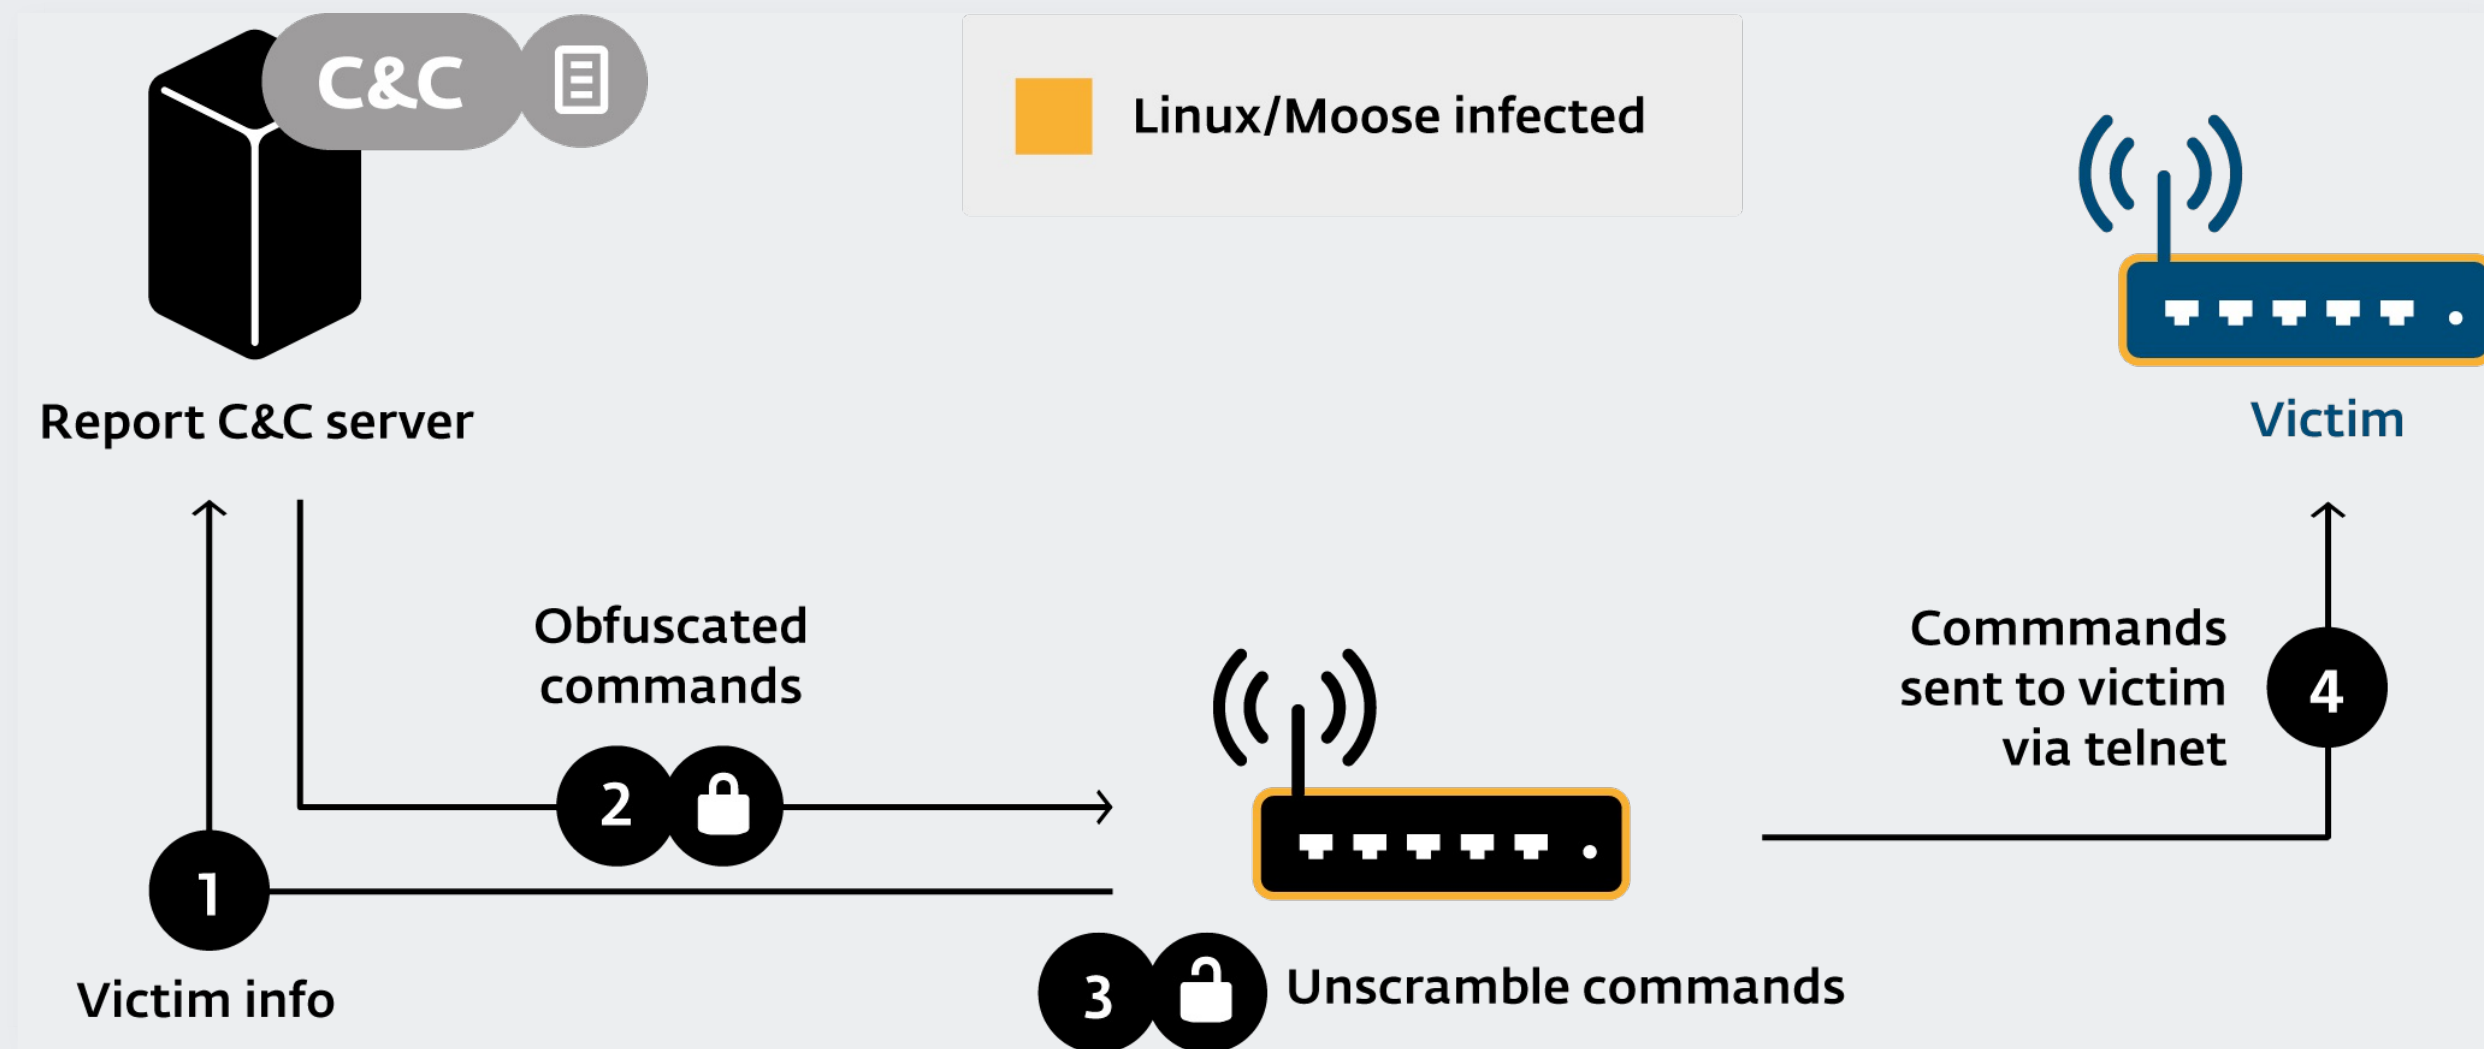 C&C
Linux/Moose infected
Report C&C server
Victim
Obfuscated
commands
Commmands
sent to victim
via telnet
4
2
1
Victim info
3
Unscramble commands